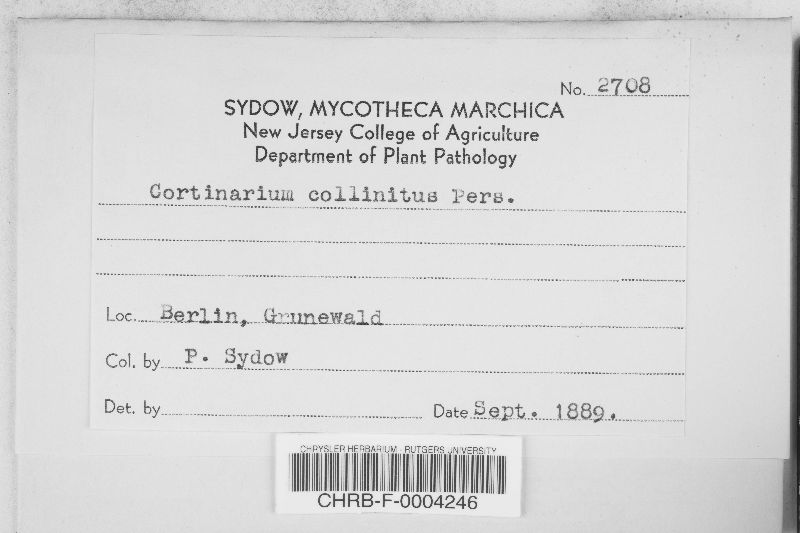 No. 2708
SYDOW, MYCOTHECA MARCHICA
New Jersey College of Agriculture
Department of Plant Pathology
Cortinarium collinitus Pers.
Loc. Berlin, Grunewald
Col. by P. Sydow
Det. by
Date Sept. 1889.
CHRYSLER HERBARIUM - RUTGERS UNIVERSITY
CHRB-F-0004246